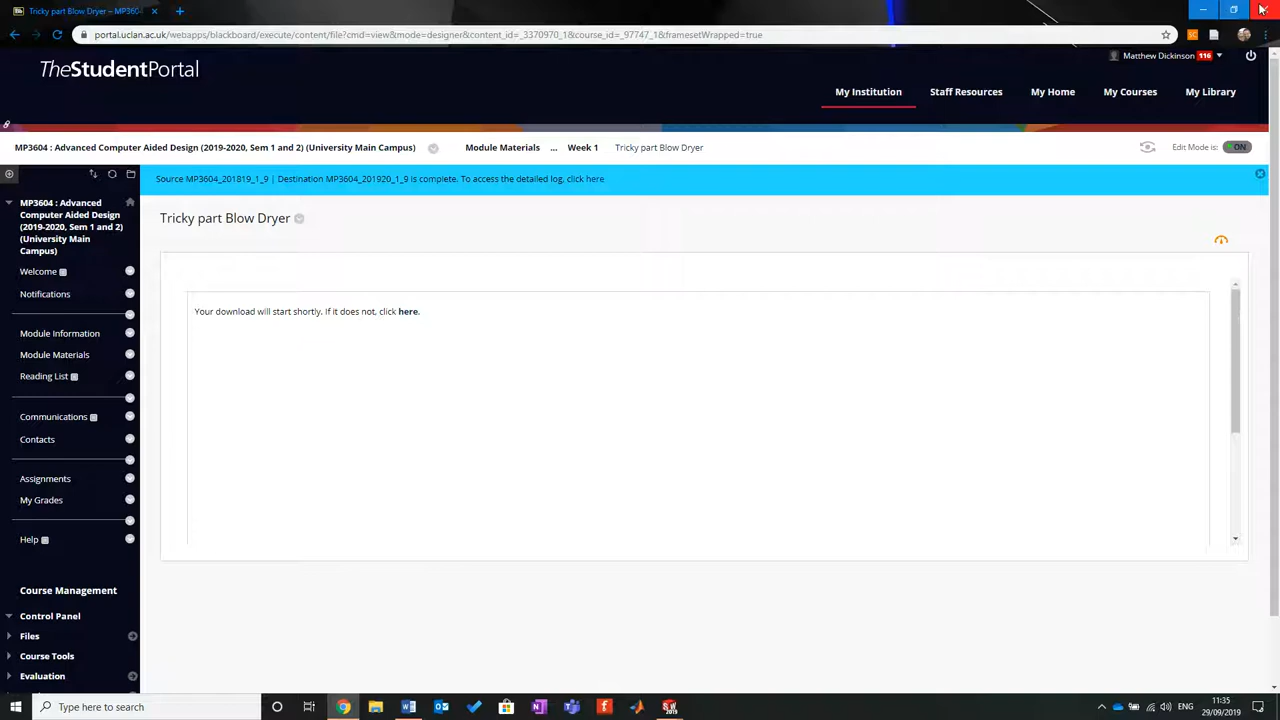 Tricky part Blow Dryer – MP3604
portal.uclan.ac.uk/webapps/blackboard/execute/content/file?cmd=view&mode=designer&content_id=_3370970_1&course_id=_97747_1&framesetWrapped=true
Matthew Dickinson 116
TheStudentPortal
My Institution
Staff Resources
My Home
My Courses
My Library
MP3604 : Advanced Computer Aided Design (2019-2020, Sem 1 and 2) (University Main Campus)
Module Materials
...
Week 1
Tricky part Blow Dryer
Edit Mode is: ON
Source MP3604_201819_1_9 | Destination MP3604_201920_1_9 is complete. To access the detailed log, click here
MP3604 : Advanced
Computer Aided Design
(2019-2020, Sem 1 and 2)
(University Main
Campus)
Welcome
Notifications
Module Information
Module Materials
Reading List
Communications
Contacts
Assignments
My Grades
Help
Course Management
Control Panel
Files
Course Tools
Evaluation
Tricky part Blow Dryer
Your download will start shortly. If it does not, click here.
Type here to search
ENG
11:35
29/09/2019